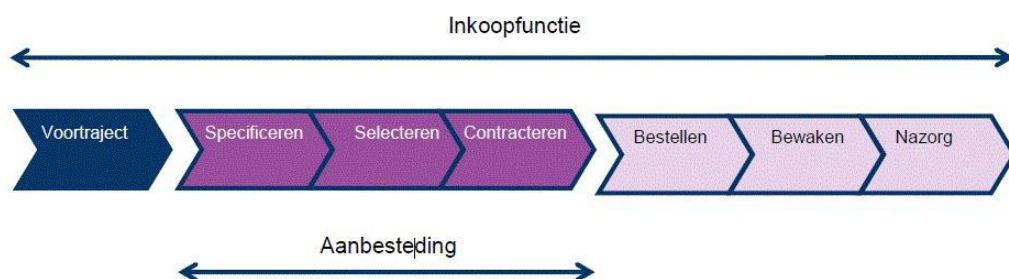 Inkoopfunctie
Voortraject
Specificeren
Selecteren
Contracteren
Bestellen
Bewaken
Nazorg
Aanbesteding